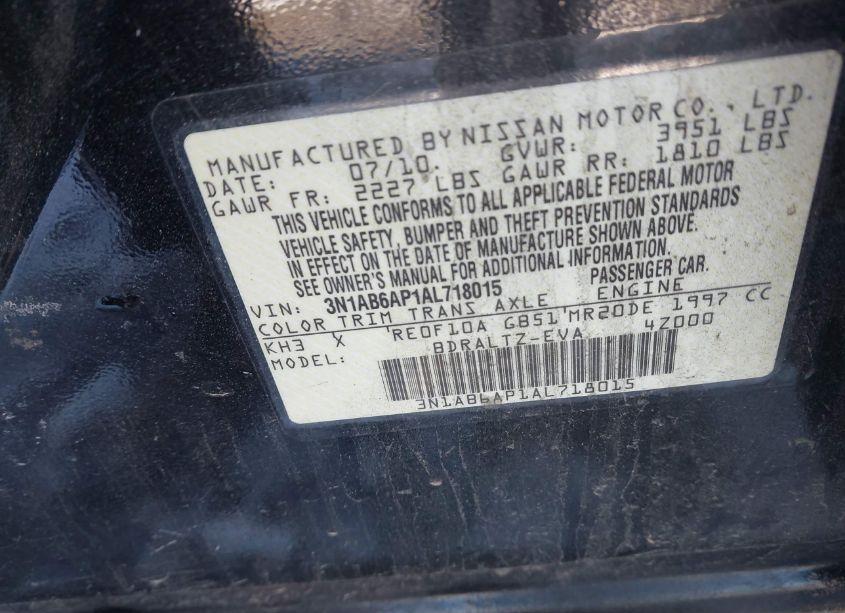 MANUFACTURED BY NISSAN MOTOR CO., LTD.
DATE: 07/10. GVWR: 3951 LBS
GAWR FR: 2227 LBS GAWR RR: 1810 LBS
THIS VEHICLE CONFORMS TO ALL APPLICABLE FEDERAL MOTOR
VEHICLE SAFETY, BUMPER AND THEFT PREVENTION STANDARDS
IN EFFECT ON THE DATE OF MANUFACTURE SHOWN ABOVE.
SEE OWNER'S MANUAL FOR ADDITIONAL INFORMATION.
VIN: 3N1AB6AP1AL718015 PASSENGER CAR.
COLOR TRIM TRANS AXLE ENGINE
KH3 X RE0F10A GB51 MR20DE 1997 CC
MODEL: BDRALTZ-EVA 4Z000
3N1AB6AP1AL718015